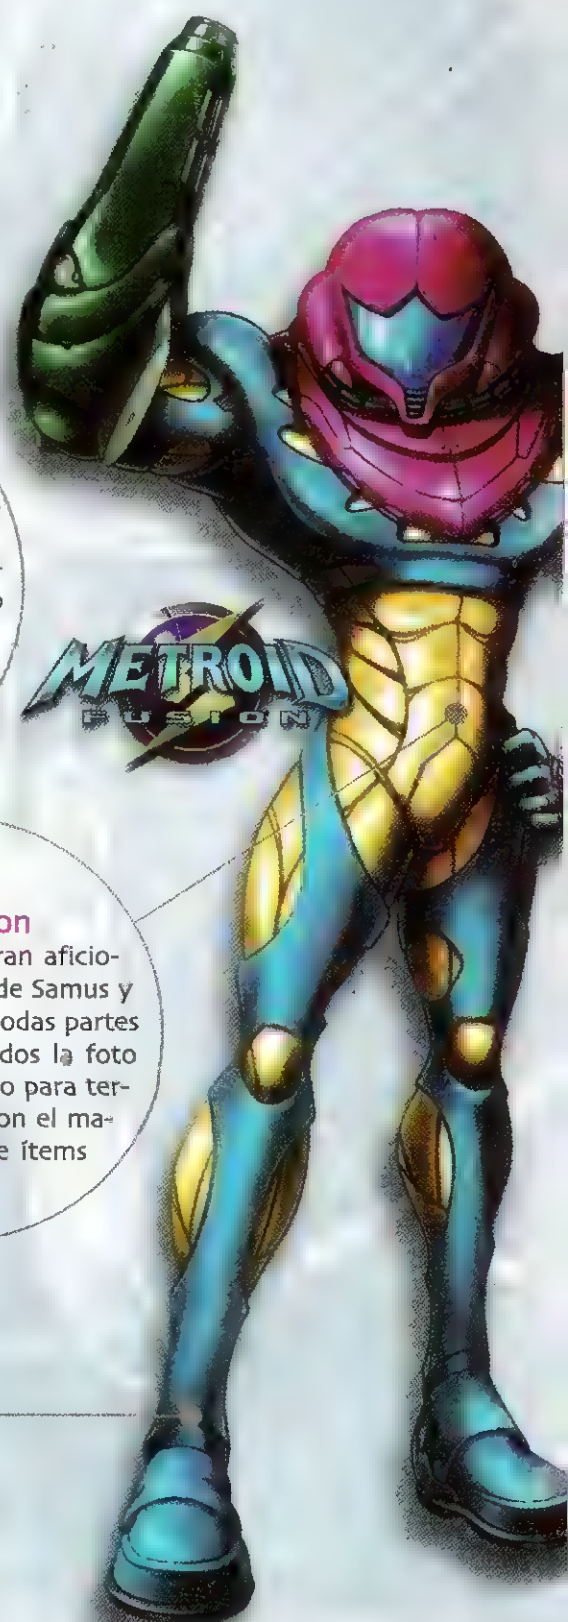 METROID
FUSION
on
ran aficio-
de Samus y
odas partes
dos la foto
o para ter-
on el ma-
e ítems